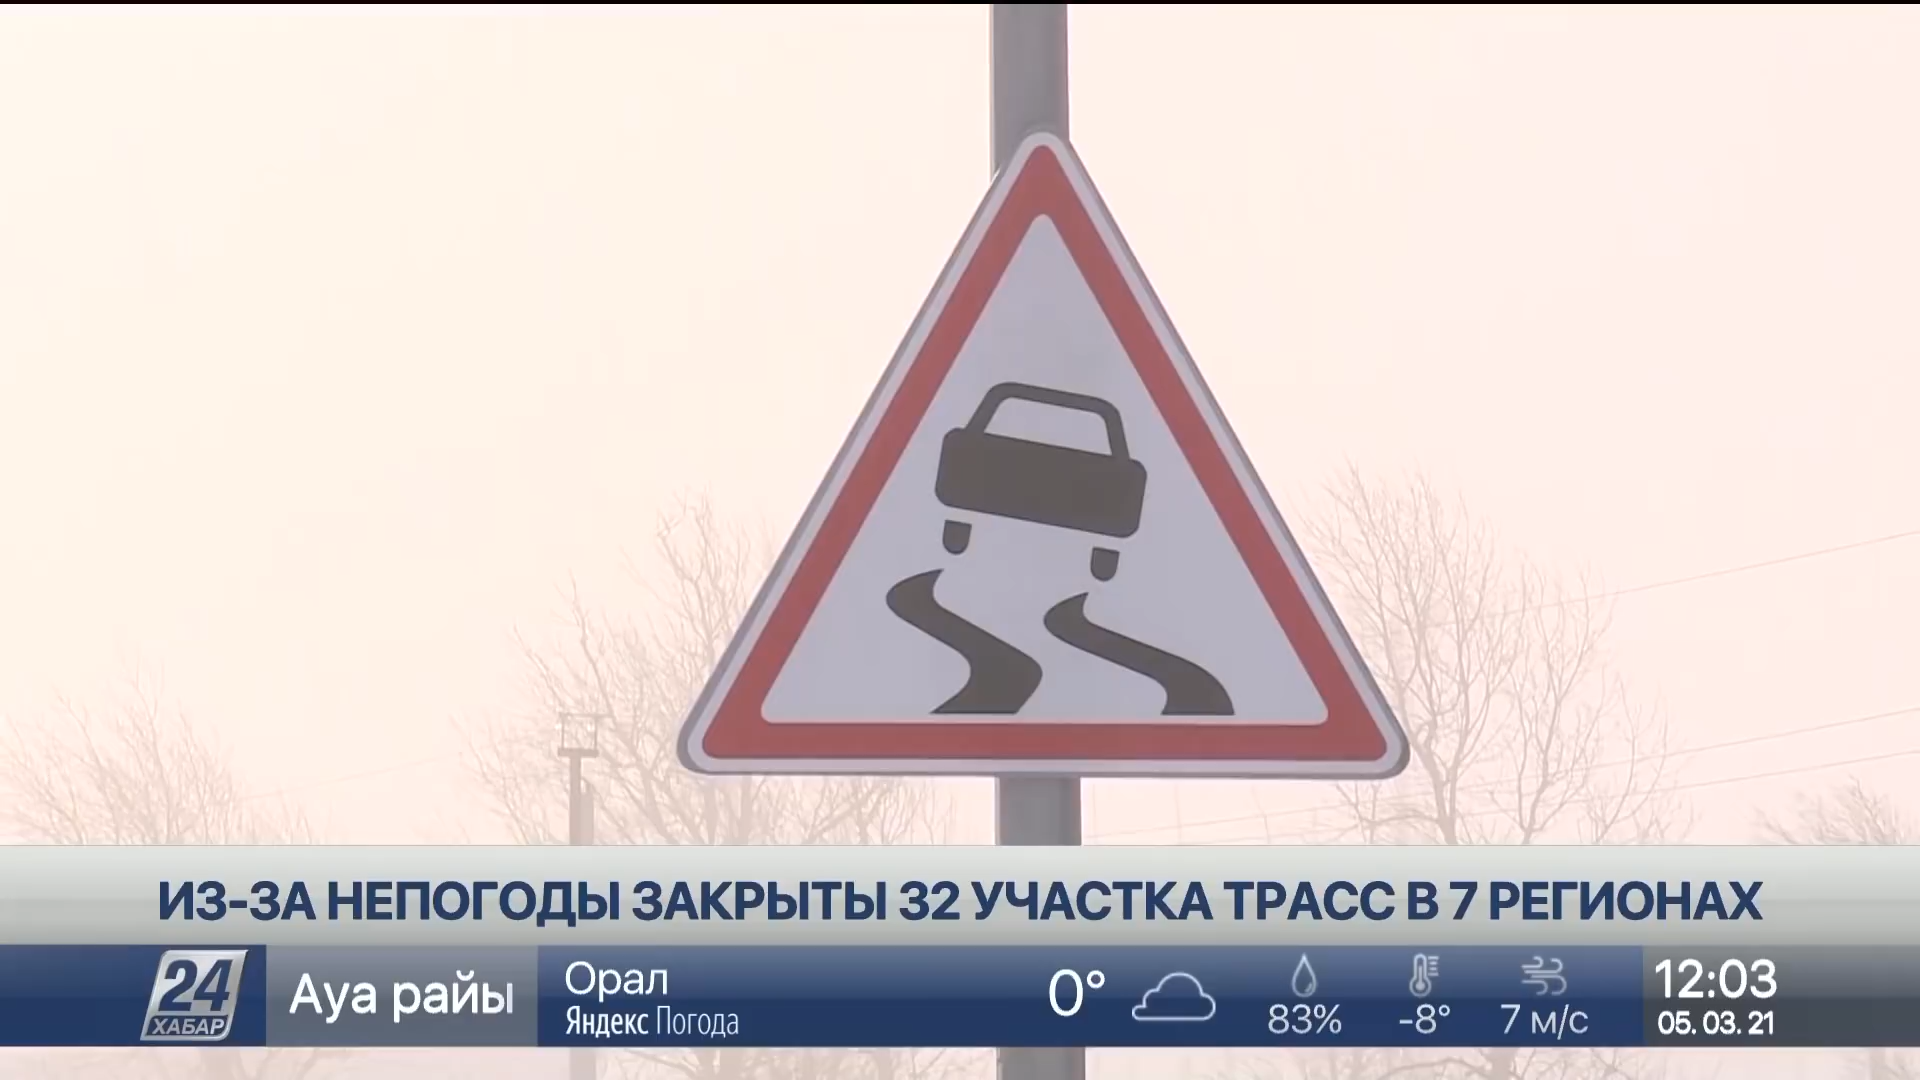 ИЗ-ЗА НЕПОГОДЫ ЗАКРЫТЫ 32 УЧАСТКА ТРАСС В 7 РЕГИОНАХ
24
ХАБАР
Ауа райы
Орал
Яндекс Погода
0°
83%
-8°
7 м/с
12:03
05. 03. 21